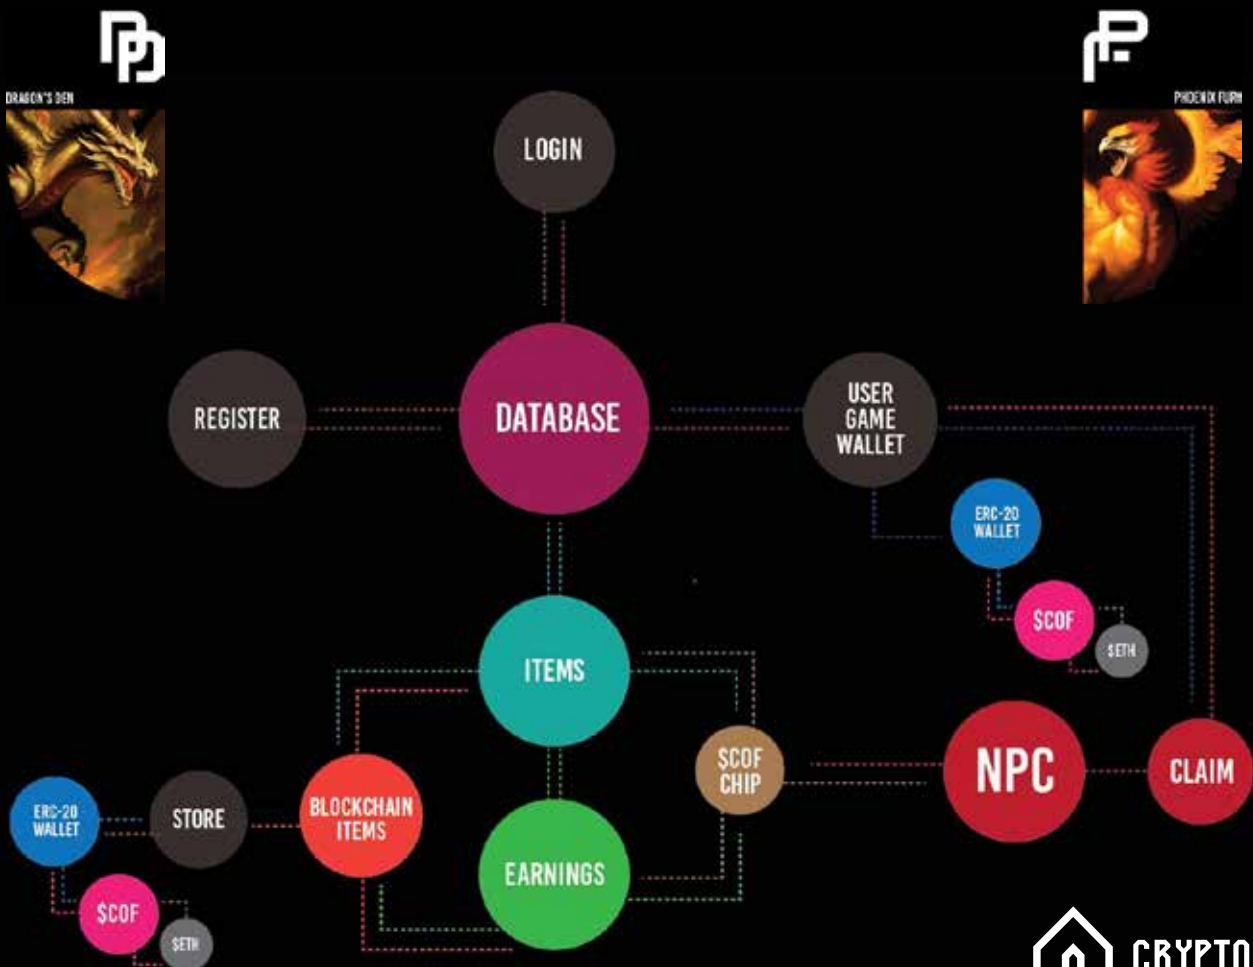 DRAGON'S DEN
PHOENIX FURN
LOGIN
REGISTER
DATABASE
USER
GAME
WALLET
ERC-20
WALLET
$COF
$ETH
ITEMS
$COF
CHIP
NPC
CLAIM
BLOCKCHAIN
ITEMS
STORE
ERC-20
WALLET
$COF
$ETH
EARNINGS
CRYPTO